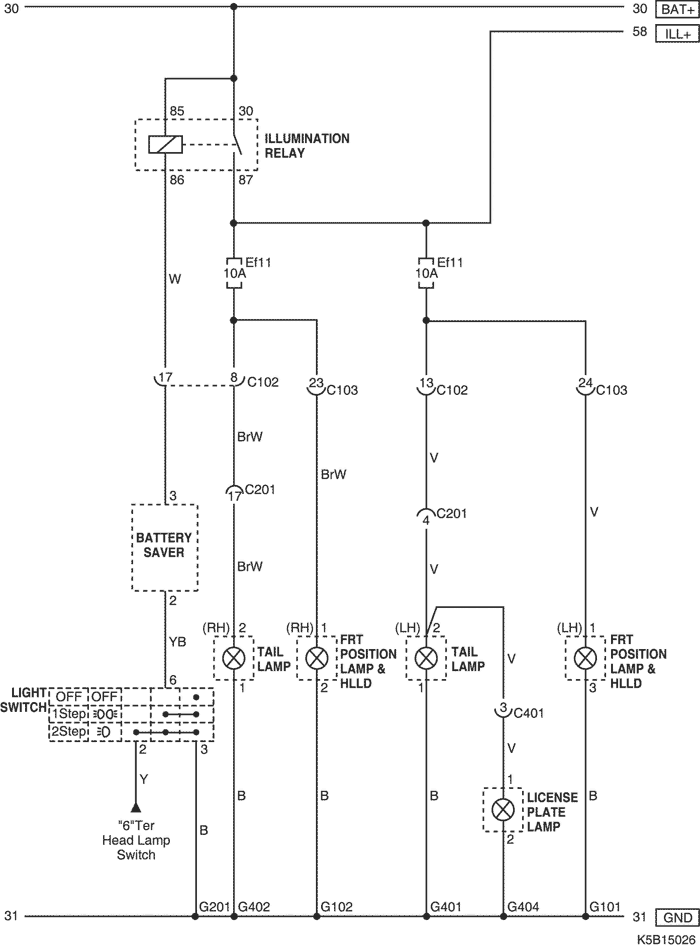 30
30 BAT+
58 ILL+
85 30
ILLUMINATION
RELAY
86 87
Ef11
10A
Ef11
10A
W
17 8 C102
23 C103
13 C102
24 C103
BrW
BrW
V
17 C201
4 C201
V
3
BATTERY
SAVER
2
BrW
V
YB
(RH) 2
TAIL
LAMP
1
(RH) 1
FRT
POSITION
LAMP &
HLLD
2
(LH) 2
TAIL
LAMP
1
V
(LH) 1
FRT
POSITION
LAMP &
HLLD
3
6
LIGHT
SWITCH
OFF OFF
1Step
2Step
2 3
3 C401
V
Y
B
B
B
B
B
1
LICENSE
PLATE
LAMP
2
"6"Ter
Head Lamp
Switch
31 G201 G402 G102 G401 G404 G101 31 GND
K5B15026